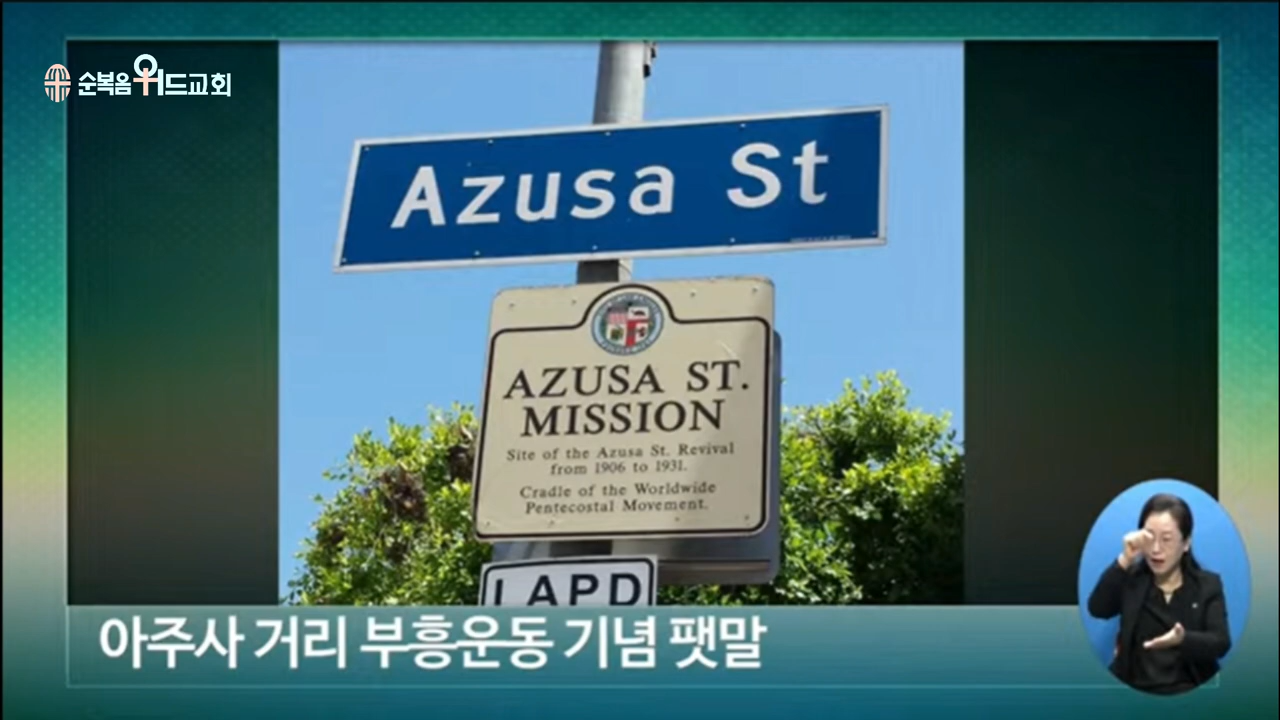 순복음위드교회
Azusa St
AZUSA ST.
MISSION
Site of the Azusa St. Revival
from 1906 to 1931.
Cradle of the Worldwide
Pentecostal Movement.
LAPD
아주사 거리 부흥운동 기념 팻말